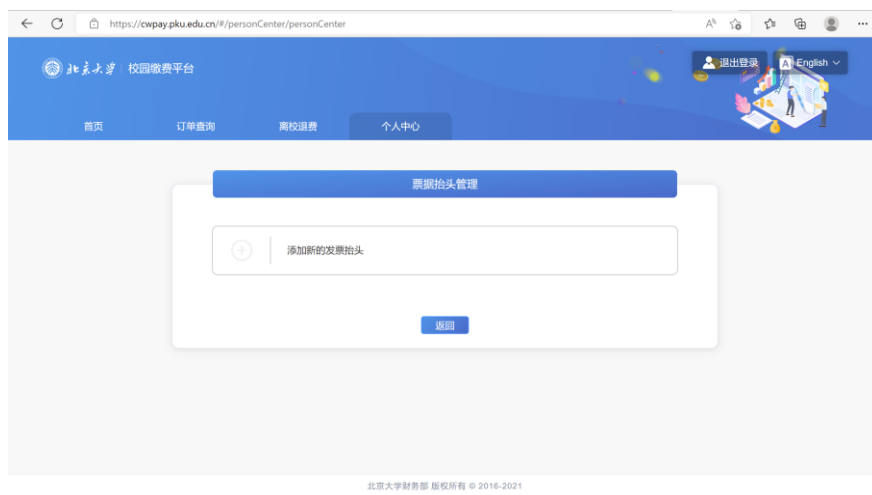 https://cwpay.pku.edu.cn/#/personCenter/personCenter
北京大学 校园缴费平台
退出登录
A English
首页 订单查询 离校退费 个人中心
票据抬头管理
添加新的发票抬头
返回
北京大学财务部 版权所有 © 2016-2021